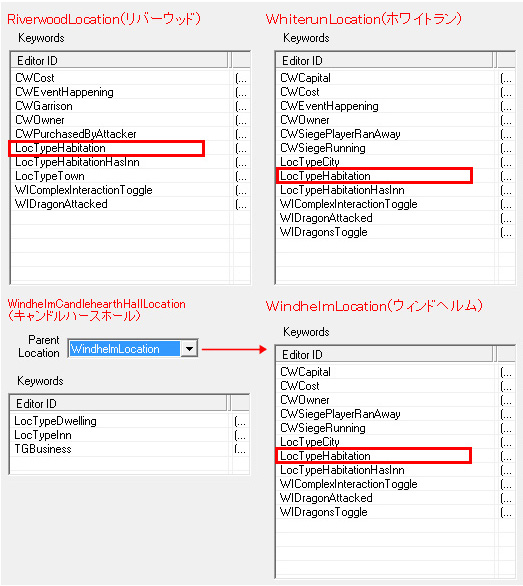 RiverwoodLocation(リバーウッド)
Keywords
Editor ID
CWCost
(...
CWEventHappening
(...
CWGarrison
(...
CWOwner
(...
CWPurchasedByAttacker
(...
LocTypeHabitation
(...
LocTypeHabitationHasInn
(...
LocTypeTown
(...
WIComplexInteractionToggle
(...
WIDragonAttacked
(...
WhiterunLocation(ホワイトラン)
Keywords
Editor ID
CWCapital
(...
CWCost
(...
CWEventHappening
(...
CWOwner
(...
CWSiegePlayerRanAway
(...
CWSiegeRunning
(...
LocTypeCity
(...
LocTypeHabitation
(...
LocTypeHabitationHasInn
(...
WIComplexInteractionToggle
(...
WIDragonAttacked
(...
WIDragonsToggle
(...
WindhelmCandlehearthHallLocation
(キャンドルハースホール)
Parent
Location
WindhelmLocation
Keywords
Editor ID
LocTypeDwelling
(...
LocTypeInn
(...
TGBusiness
(...
WindhelmLocation(ウィンドヘルム)
Keywords
Editor ID
CWCapital
(...
CWCost
(...
CWOwner
(...
CWSiegePlayerRanAway
(...
CWSiegeRunning
(...
LocTypeCity
(...
LocTypeHabitation
(...
LocTypeHabitationHasInn
(...
WIComplexInteractionToggle
(...
WIDragonAttacked
(...
WIDragonsToggle
(...